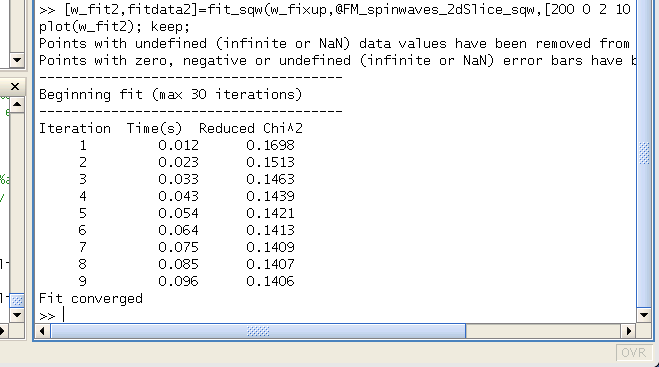 >> [w_fit2,fitdata2]=fit_sqw(w_fixup,@FM_spinwaves_2dSlice_sqw,[200 0 2 10
plot(w_fit2); keep;
Points with undefined (infinite or NaN) data values have been removed from
Points with zero, negative or undefined (infinite or NaN) error bars have b
--------------------------------------
Beginning fit (max 30 iterations)
--------------------------------------
Iteration Time(s) Reduced Chi^2
1 0.012 0.1698
2 0.023 0.1513
3 0.033 0.1463
4 0.043 0.1439
5 0.054 0.1421
6 0.064 0.1413
7 0.075 0.1409
8 0.085 0.1407
9 0.096 0.1406
Fit converged
>>
OVR